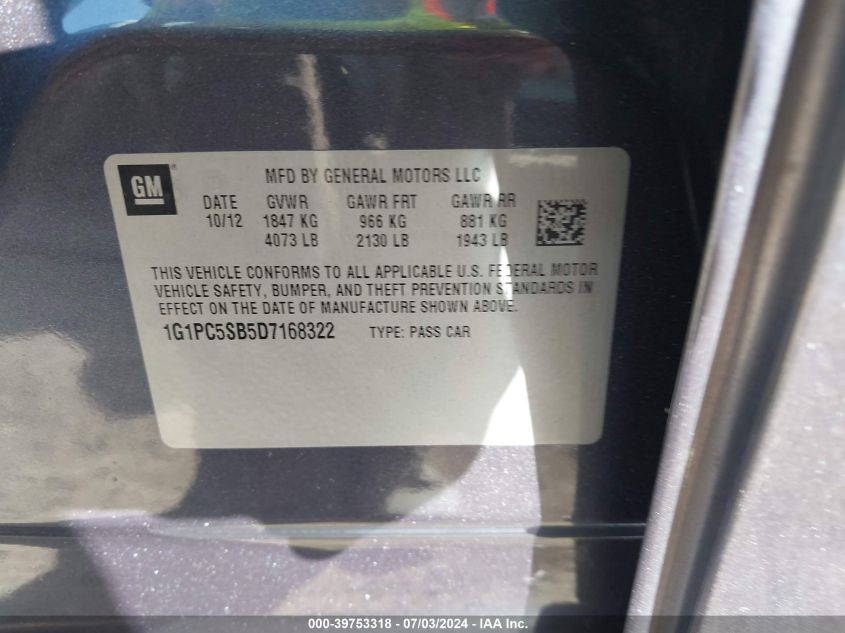 GM
®
MFD BY GENERAL MOTORS LLC
DATE GVWR GAWR FRT GAWR RR
10/12 1847 KG 966 KG 881 KG
4073 LB 2130 LB 1943 LB
THIS VEHICLE CONFORMS TO ALL APPLICABLE U.S. FEDERAL MOTOR
VEHICLE SAFETY, BUMPER, AND THEFT PREVENTION STANDARDS IN
EFFECT ON THE DATE OF MANUFACTURE SHOWN ABOVE.
1G1PC5SB5D7168322 TYPE: PASS CAR
000-39753318 - 07/03/2024 - IAA Inc.